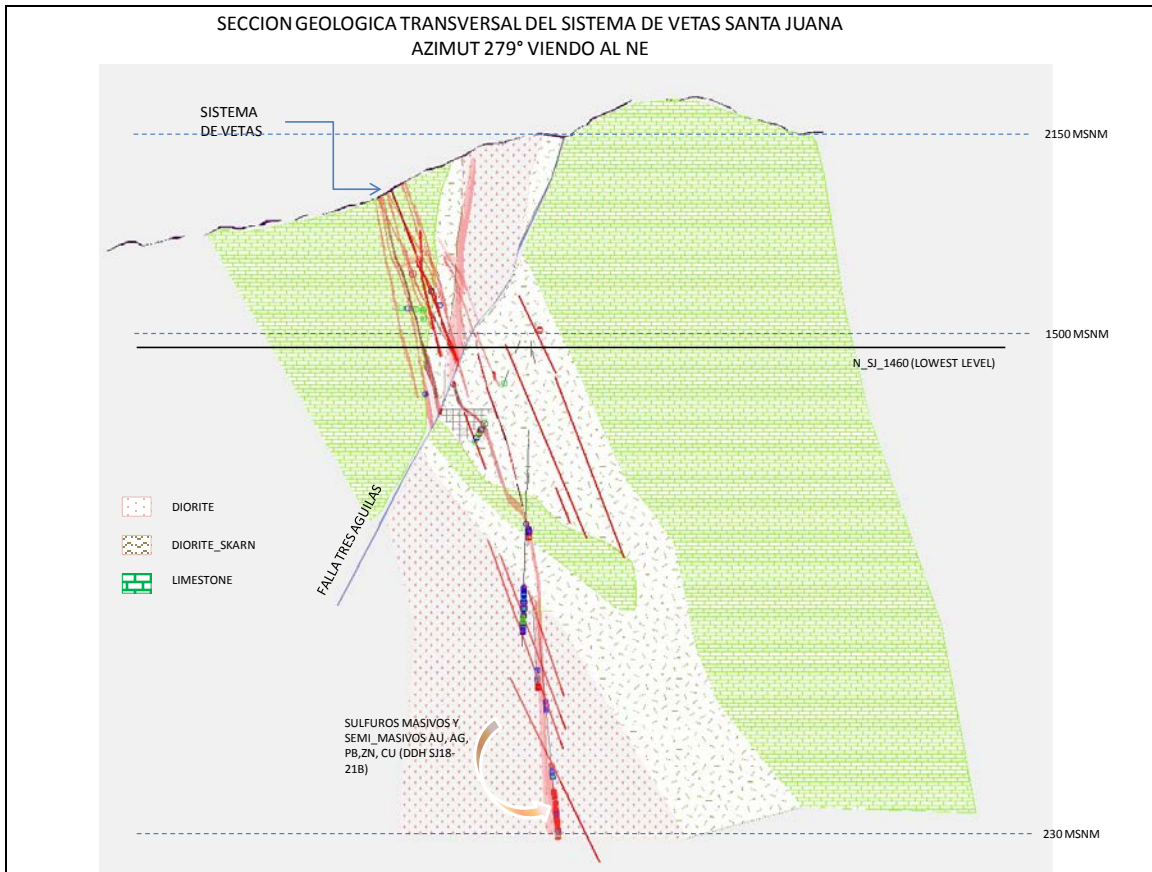 SECCION GEOLOGICA TRANSVERSAL DEL SISTEMA DE VETAS SANTA JUANA
AZIMUT 279° VIENDO AL NE
SISTEMA
DE VETAS
2150 MSNM
1500 MSNM
N_SJ_1460 (LOWEST LEVEL)
FALLA TRES AGUILAS
DIORITE
DIORITE_SKARN
LIMESTONE
SULFUROS MASIVOS Y
SEMI_MASIVOS AU, AG,
PB,ZN, CU (DDH SJ18-
21B)
230 MSNM